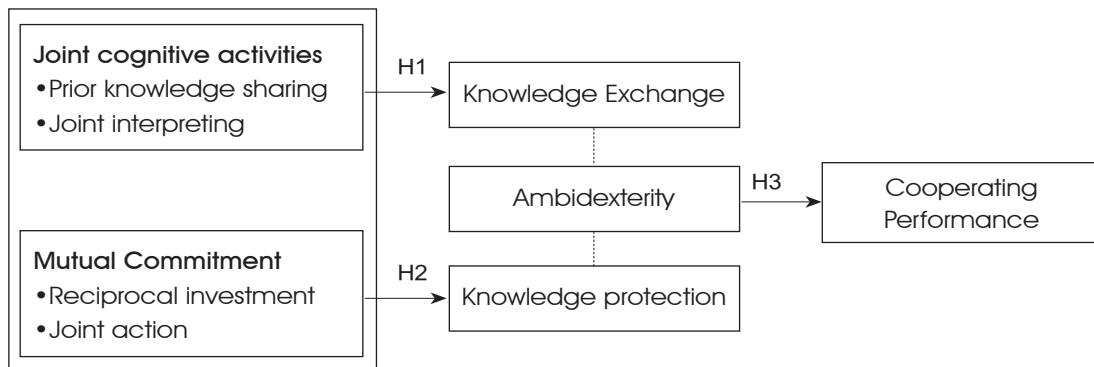 Joint cognitive activities
•Prior knowledge sharing
•Joint interpreting
H1
Knowledge Exchange
Ambidexterity
H3
Cooperating
Performance
Mutual Commitment
•Reciprocal investment
•Joint action
H2
Knowledge protection